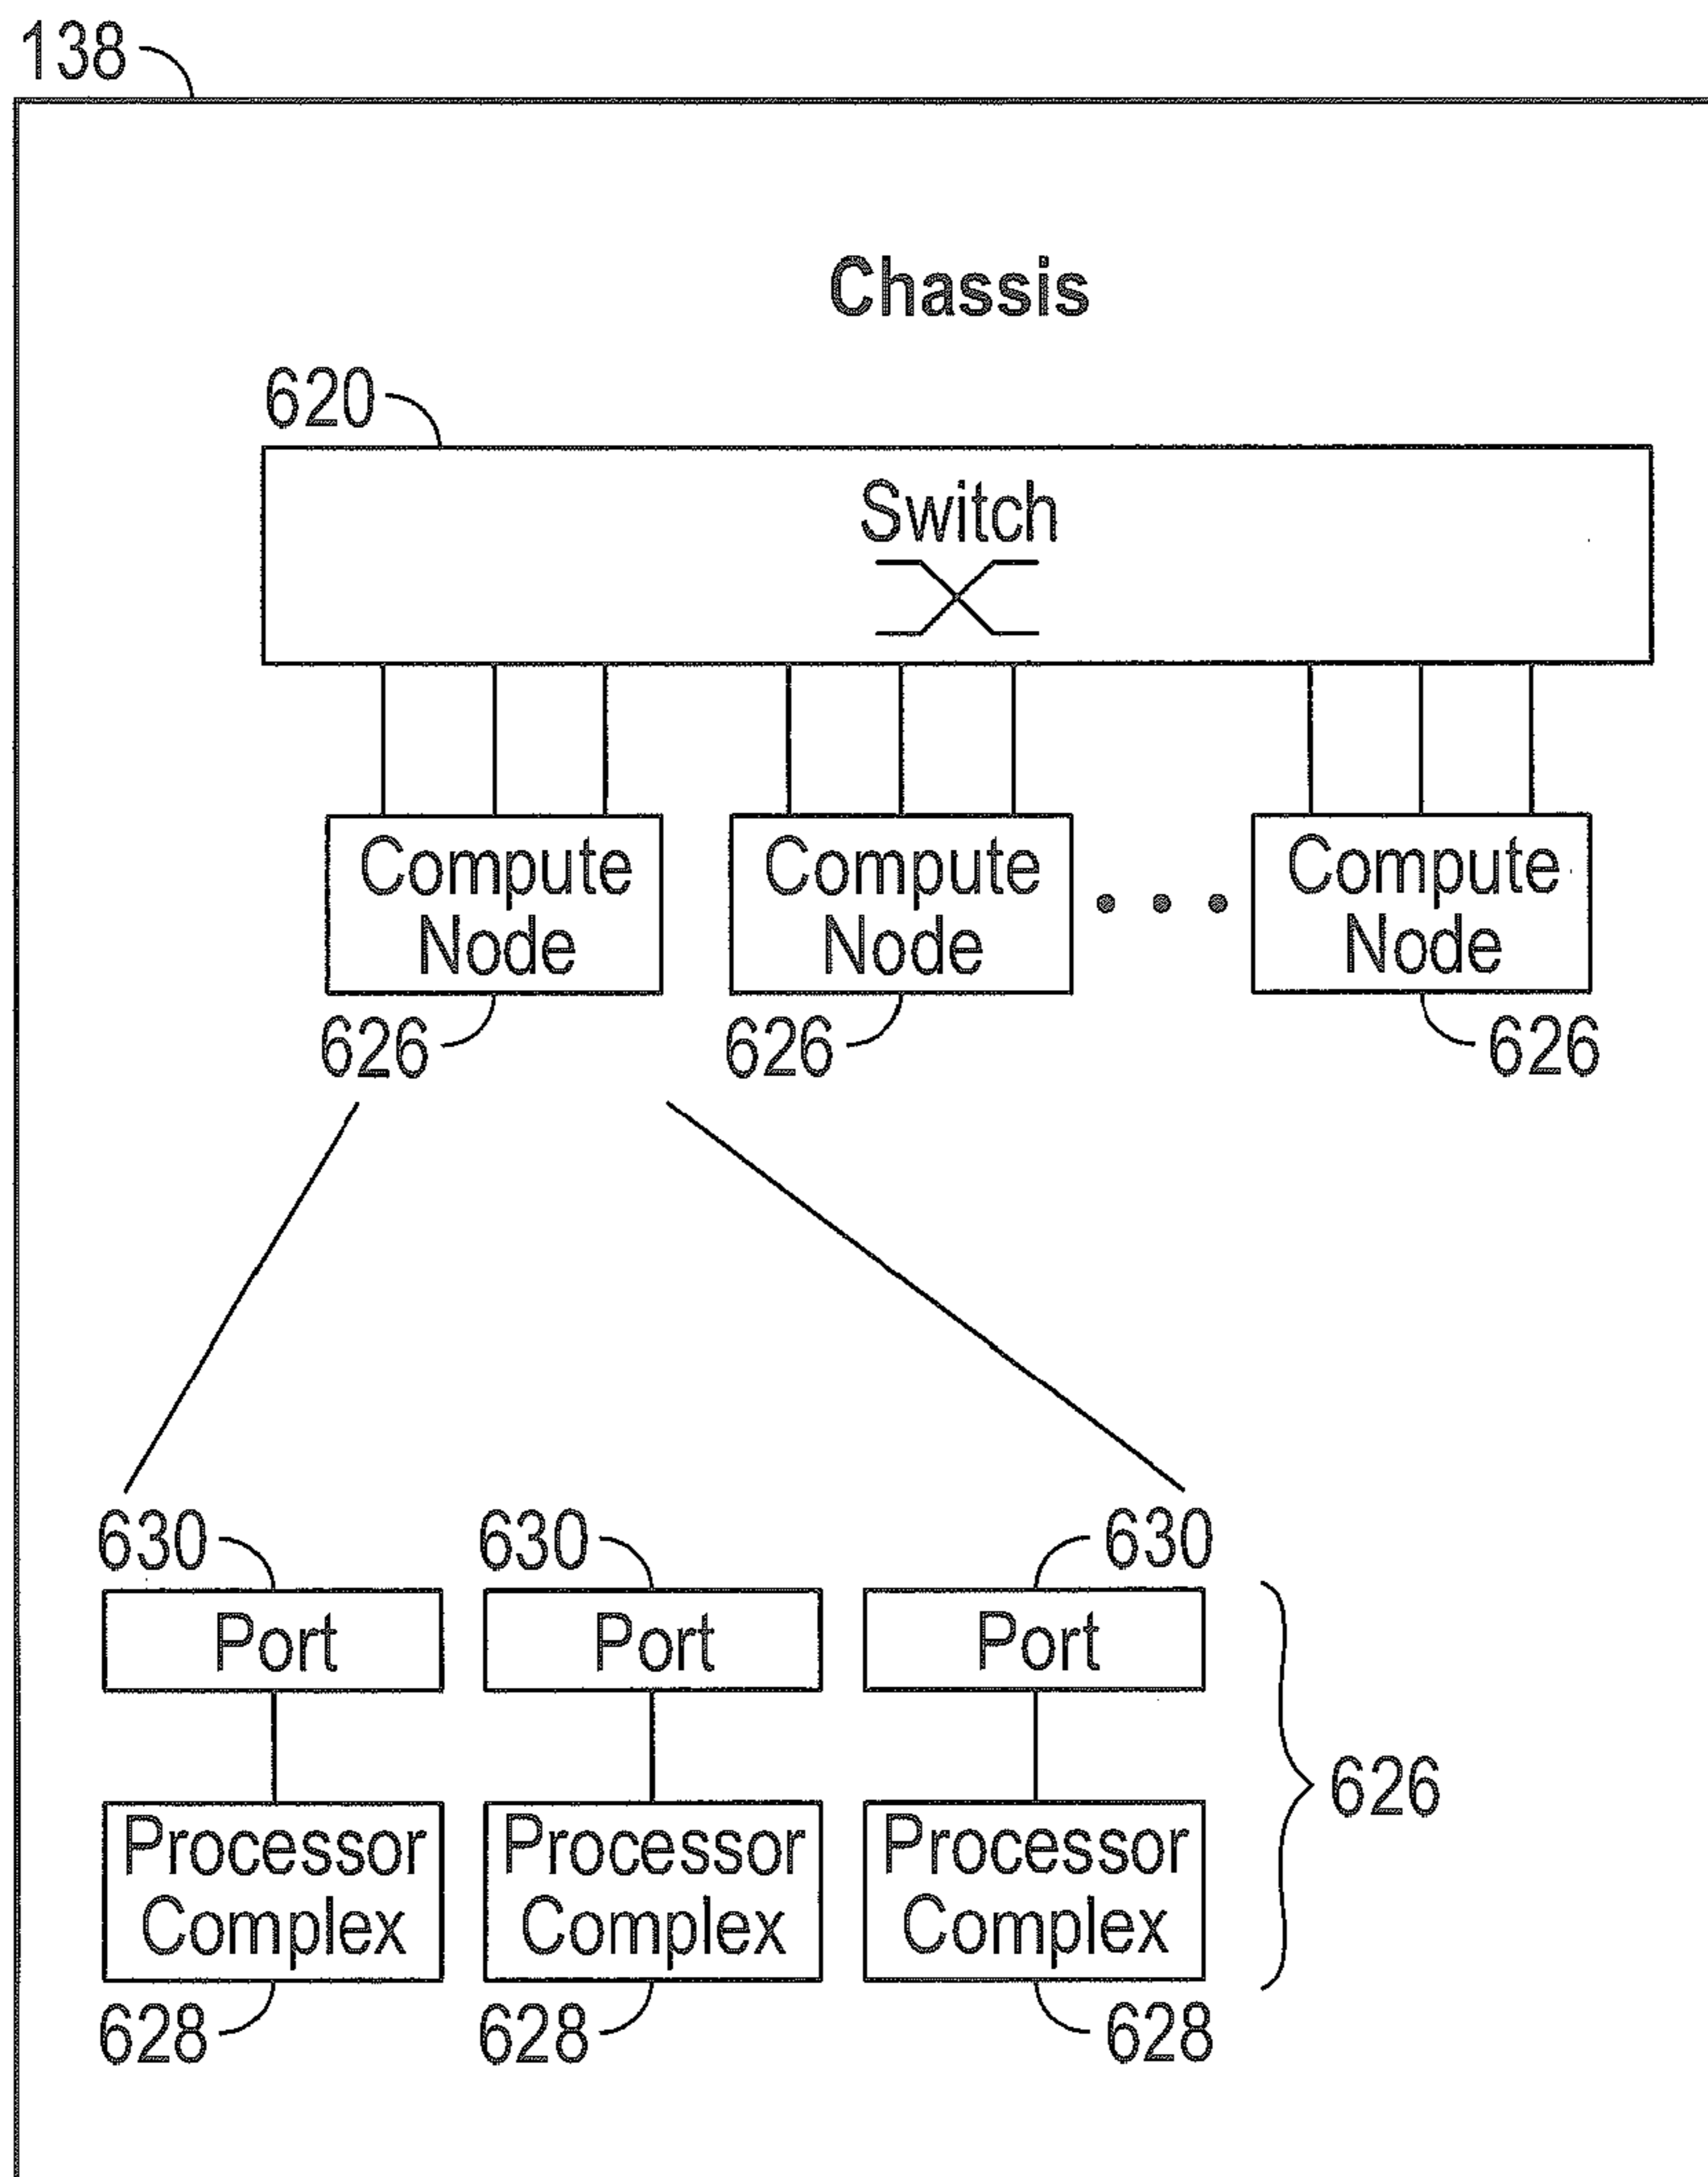 138
Chassis
620
Switch
Compute Node
Compute Node
Compute Node
626
626
626
630
630
630
Port
Port
Port
626
Processor Complex
Processor Complex
Processor Complex
628
628
628